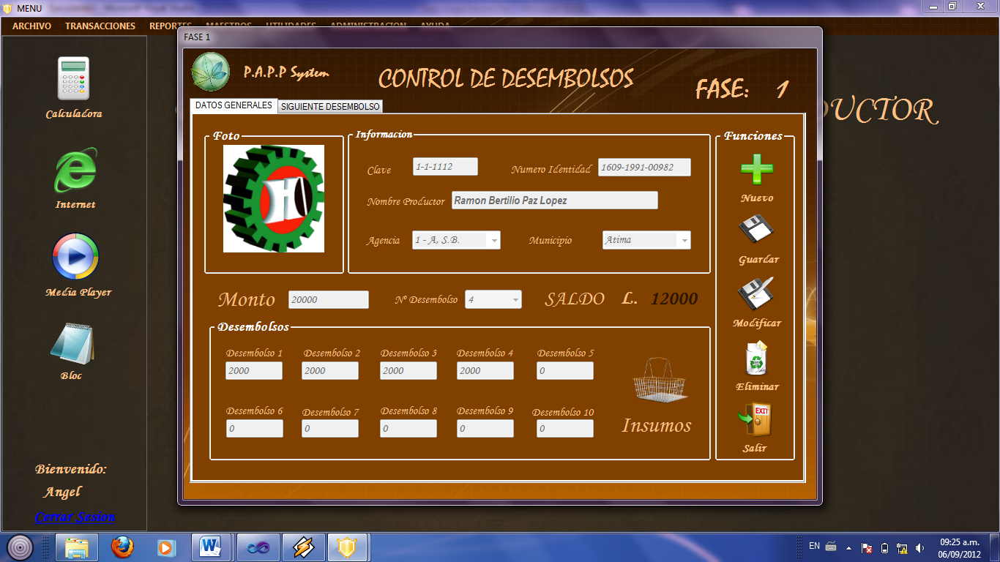 MENU
ARCHIVO TRANSACCIONES REPORTES MAESTROS UTILIDADES ADMINISTRACION AYUDA
FASE 1
P.A.P.P System
CONTROL DE DESEMBOLSOS
FASE: 1
DATOS GENERALES SIGUIENTE DESEMBOLSO
UCTOR
Calculadora
Internet
Media Player
Bloc
Bienvenido:
Angel
Cerrar Sesion
Foto
H
Informacion
Clave 1-1-1112 Numero Identidad 1609-1991-00982
Nombre Productor Ramon Bertilio Paz Lopez
Agencia 1 - A, S.B. Municipio Atima
Monto 20000 Nº Desembolso 4 SALDO L. 12000
Desembolsos
Desembolso 1 Desembolso 2 Desembolso 3 Desembolso 4 Desembolso 5
2000 2000 2000 2000 0
Desembolso 6 Desembolso 7 Desembolso 8 Desembolso 9 Desembolso 10
0 0 0 0 0
Insumos
Funciones
Nuevo
Guardar
Modificar
Eliminar
EXIT
Salir
EN
09:25 a.m.
06/09/2012